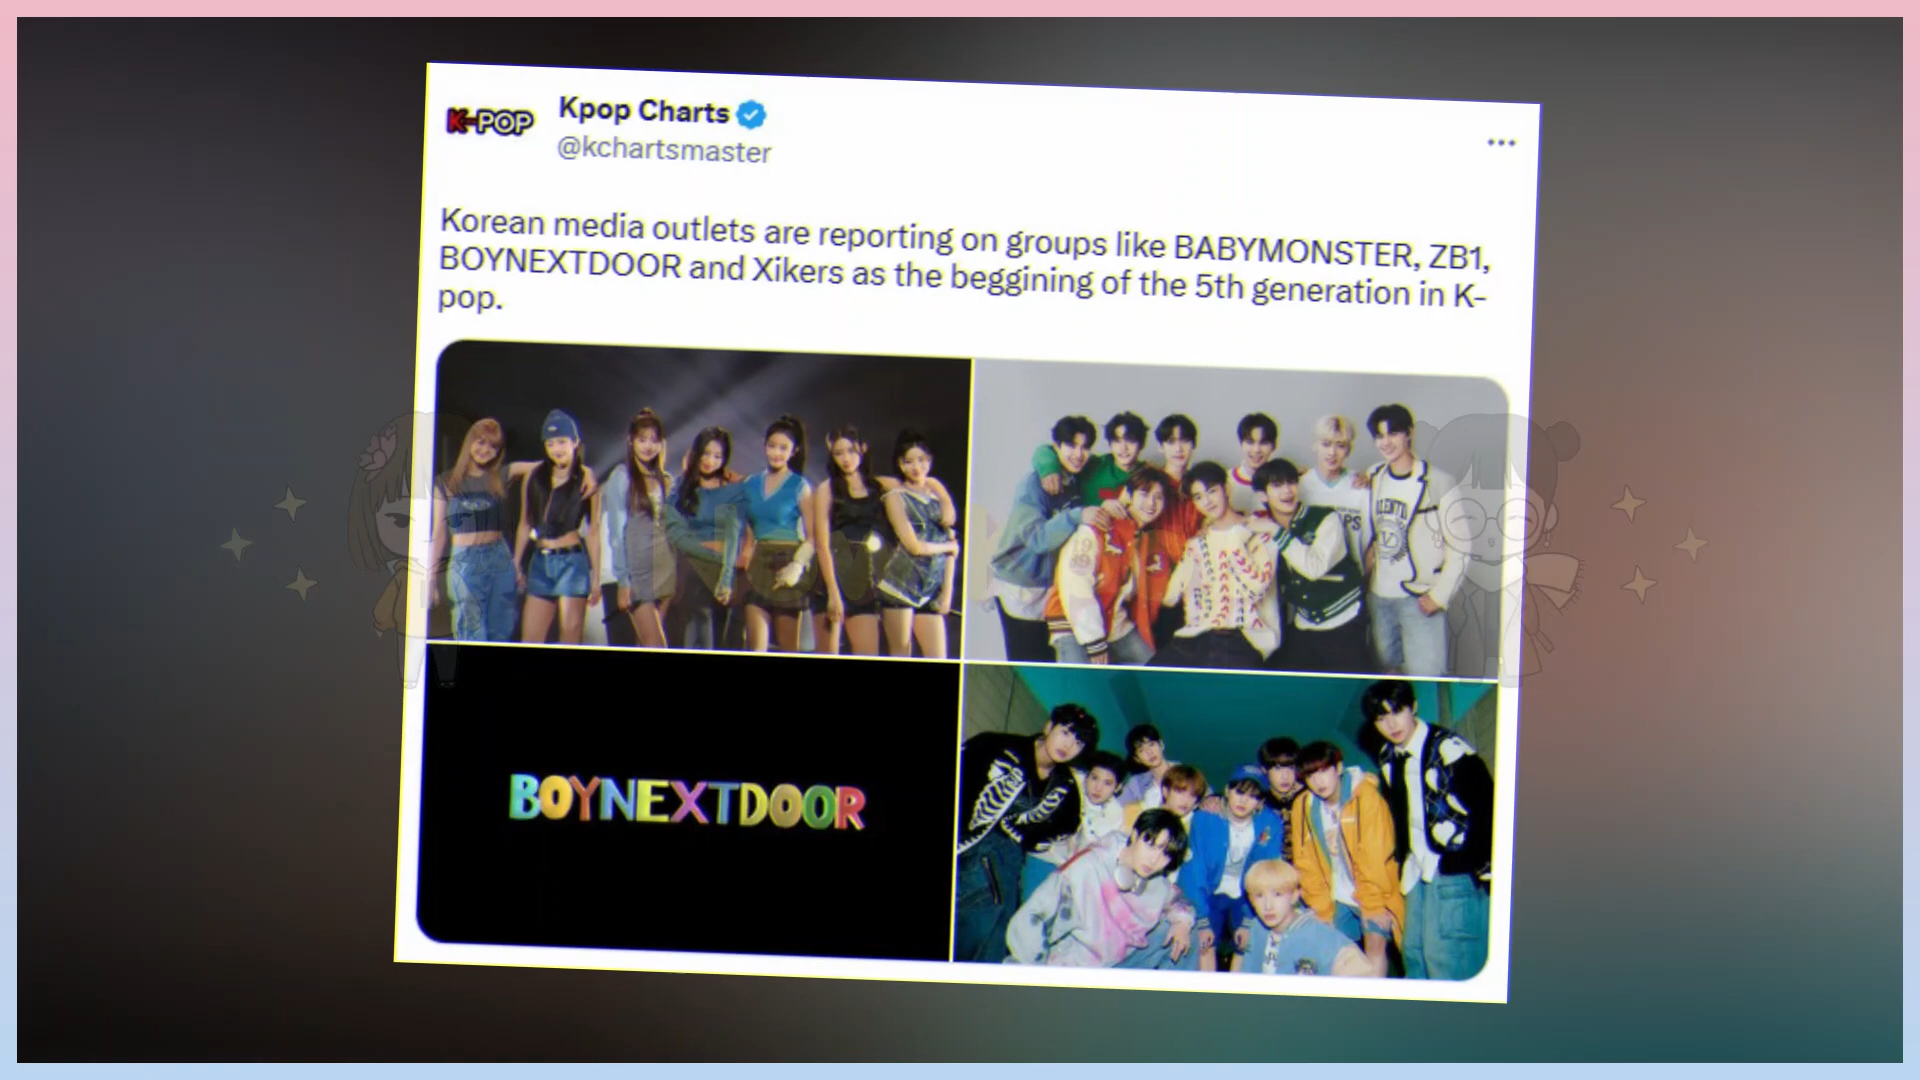 K-POP
Kpop Charts
@kchartsmaster
Korean media outlets are reporting on groups like BABYMONSTER, ZB1,
BOYNEXTDOOR and Xikers as the beggining of the 5th generation in K-
pop.
BOYNEXTDOOR